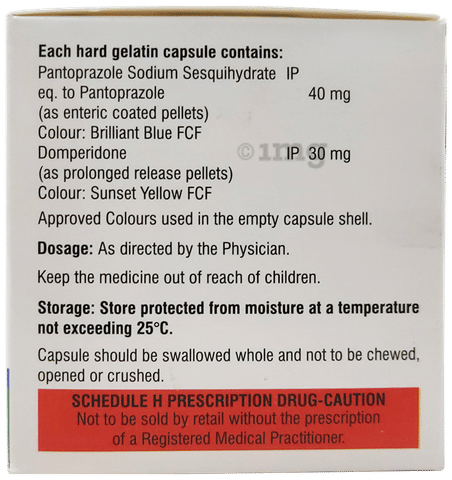 Each hard gelatin capsule contains:
Pantoprazole Sodium Sesquihydrate IP
eq. to Pantoprazole 40 mg
(as enteric coated pellets)
Colour: Brilliant Blue FCF
Domperidone IP 30 mg
(as prolonged release pellets)
Colour: Sunset Yellow FCF
Approved Colours used in the empty capsule shell.
Dosage: As directed by the Physician.
Keep the medicine out of reach of children.
Storage: Store protected from moisture at a temperature
not exceeding 25°C.
Capsule should be swallowed whole and not to be chewed,
opened or crushed.
SCHEDULE H PRESCRIPTION DRUG-CAUTION
Not to be sold by retail without the prescription
of a Registered Medical Practitioner.
© 1mg